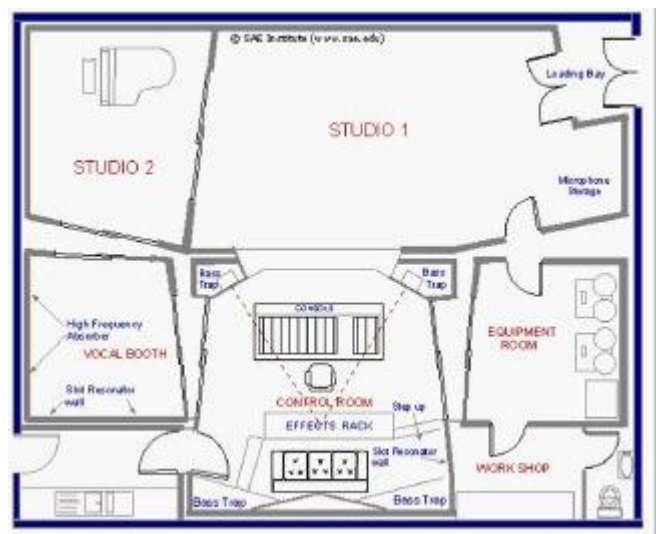 © SAE Institute (www.sae.edu)
Loading Bay
STUDIO 1
STUDIO 2
Microphone
Storage
Bass
Trap
Bass
Trap
CONSOLE
High Frequency
Absorber
VOCAL BOOTH
EQUIPMENT
ROOM
Slot Resonator
wall
CONTROL ROOM
Step up
EFFECTS RACK
Slot Resonator
wall
WORK SHOP
Bass Trap
Bass Trap